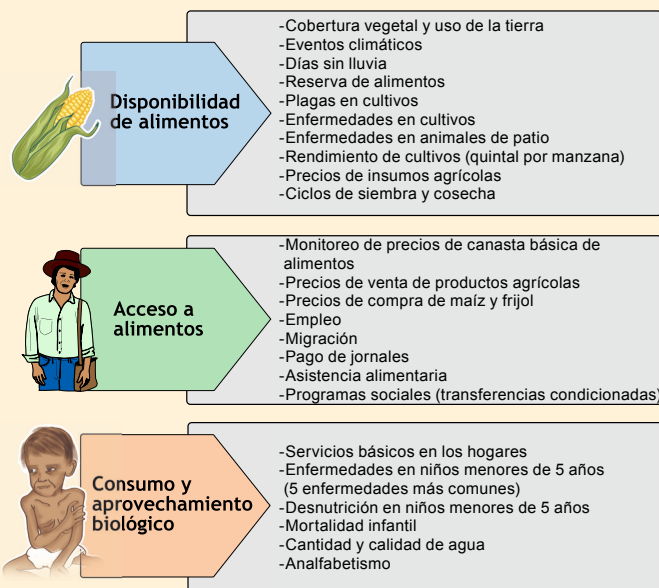 Disponibilidad
de alimentos
-Cobertura vegetal y uso de la tierra
-Eventos climáticos
-Días sin lluvia
-Reserva de alimentos
-Plagas en cultivos
-Enfermedades en cultivos
-Enfermedades en animales de patio
-Rendimiento de cultivos (quintal por manzana)
-Precios de insumos agrícolas
-Ciclos de siembra y cosecha
Acceso a
alimentos
-Monitoreo de precios de canasta básica de
alimentos
-Precios de venta de productos agrícolas
-Precios de compra de maíz y frijol
-Empleo
-Migración
-Pago de jornales
-Asistencia alimentaria
-Programas sociales (transferencias condicionadas)
Consumo y
aprovechamiento
biológico
-Servicios básicos en los hogares
-Enfermedades en niños menores de 5 años
(5 enfermedades más comunes)
-Desnutrición en niños menores de 5 años
-Mortalidad infantil
-Cantidad y calidad de agua
-Analfabetismo